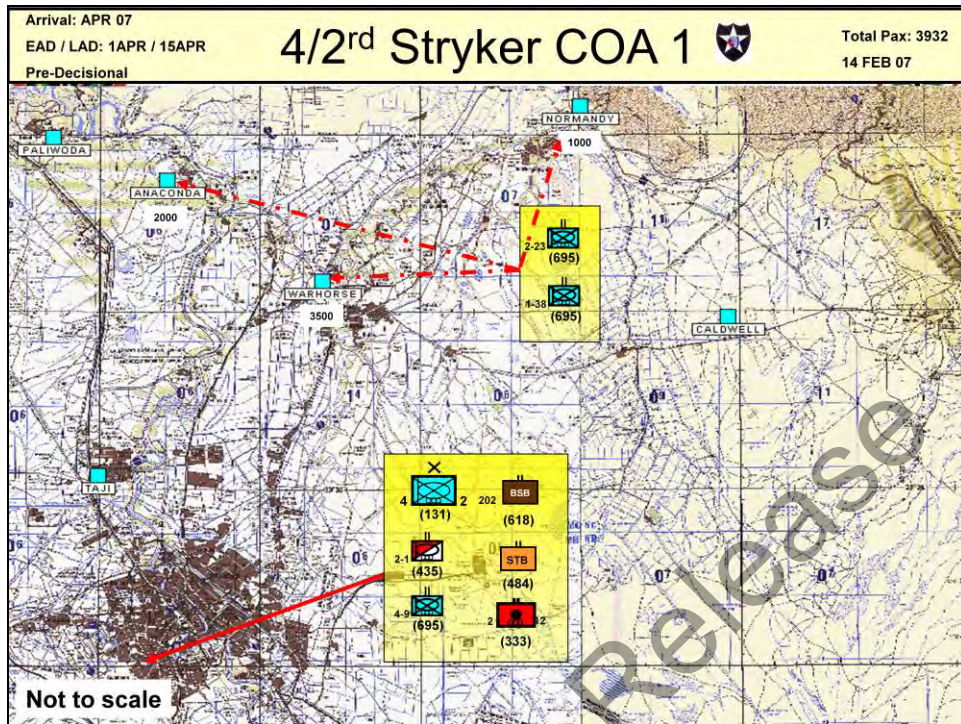 Arrival: APR 07
EAD / LAD: 1APR / 15APR
Pre-Decisional
4/2rd Stryker COA 1
Total Pax: 3932
14 FEB 07
NORMANDY
1000
PALIWODA
ANACONDA
2000
2-23
(695)
WARHORSE
3500
1-38
(695)
CALDWELL
TAJI
4
2
(131)
202
BSB
(618)
2-1
(435)
STB
(484)
4-9
(695)
2
12
(333)
Release
Not to scale